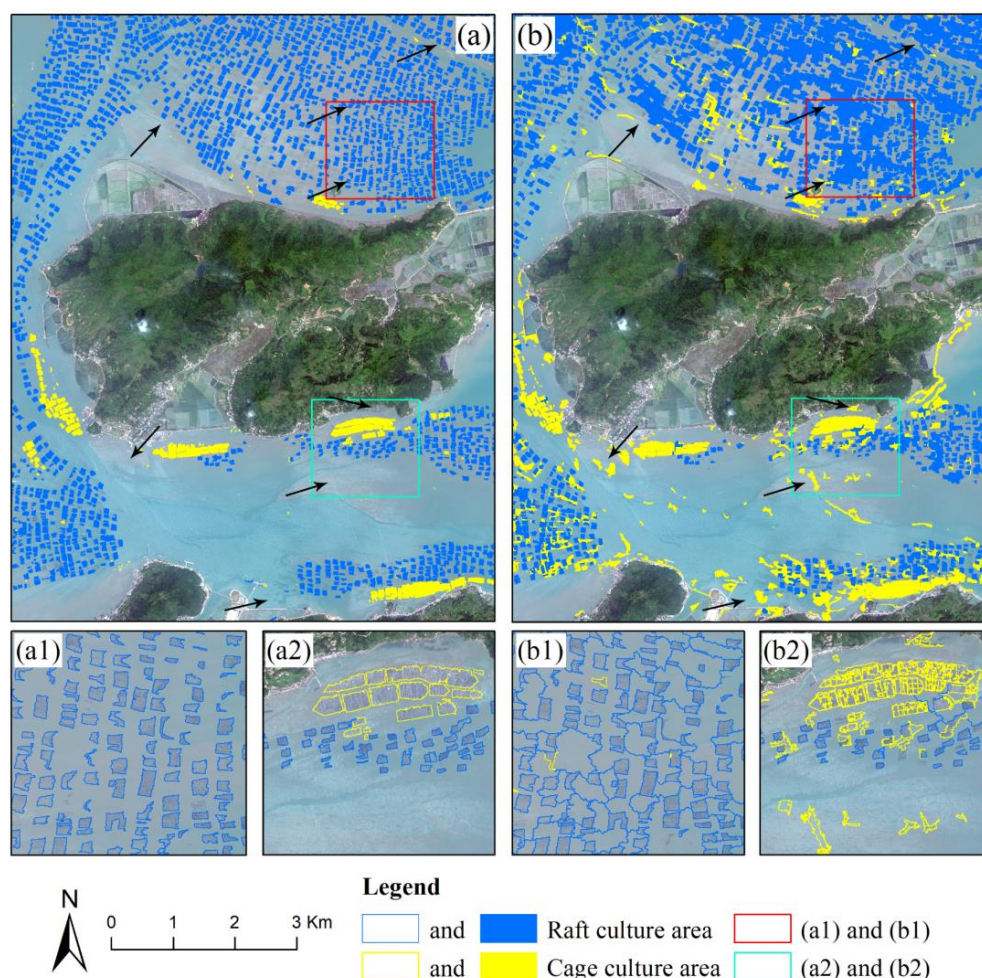 (a)
(b)
(a1)
(a2)
(b1)
(b2)
N
0 1 2 3 Km
Legend
and Raft culture area (a1) and (b1)
and Cage culture area (a2) and (b2)